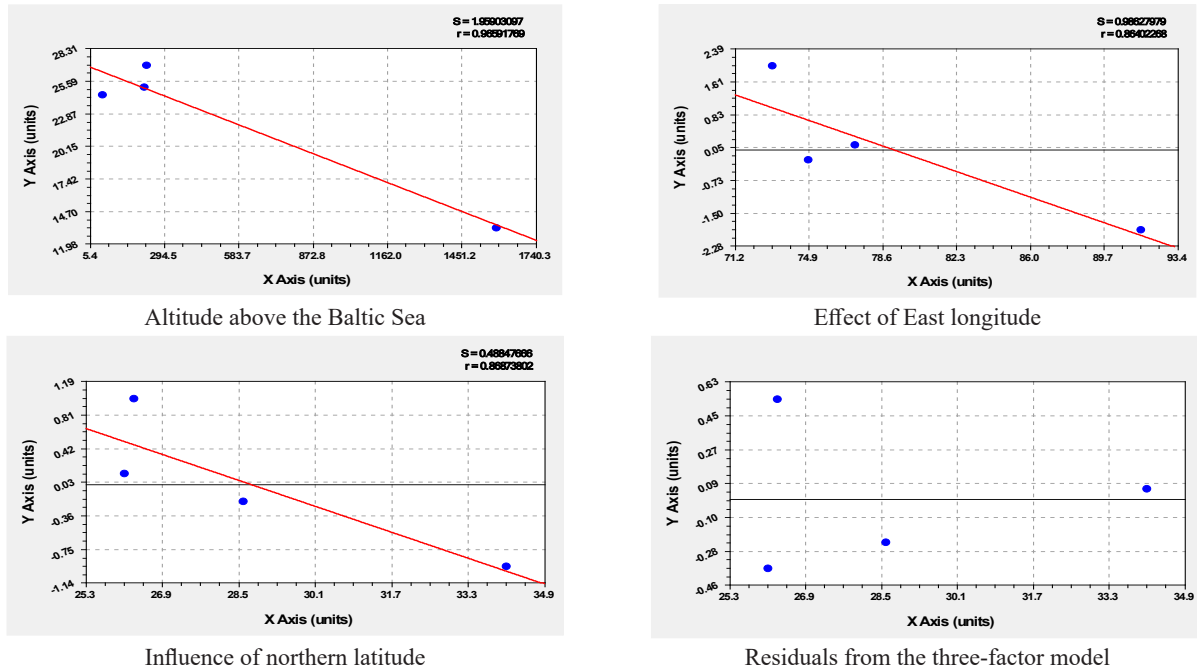 S = 1.95903097
r = 0.96591769
28.31
25.59
22.87
20.15
17.42
14.70
11.98
Y Axis (units)
5.4 294.5 583.7 872.8 1162.0 1451.2 1740.3
X Axis (units)
Altitude above the Baltic Sea
S = 0.98627979
r = 0.86402268
2.39
1.61
0.83
0.05
-0.73
-1.50
-2.28
Y Axis (units)
71.2 74.9 78.6 82.3 86.0 89.7 93.4
X Axis (units)
Effect of East longitude
S = 0.48847666
r = 0.86873802
1.19
0.81
0.42
0.03
-0.36
-0.75
-1.14
Y Axis (units)
25.3 26.9 28.5 30.1 31.7 33.3 34.9
X Axis (units)
Influence of northern latitude
0.63
0.45
0.27
0.09
-0.10
-0.28
-0.46
Y Axis (units)
25.3 26.9 28.5 30.1 31.7 33.3 34.9
X Axis (units)
Residuals from the three-factor model